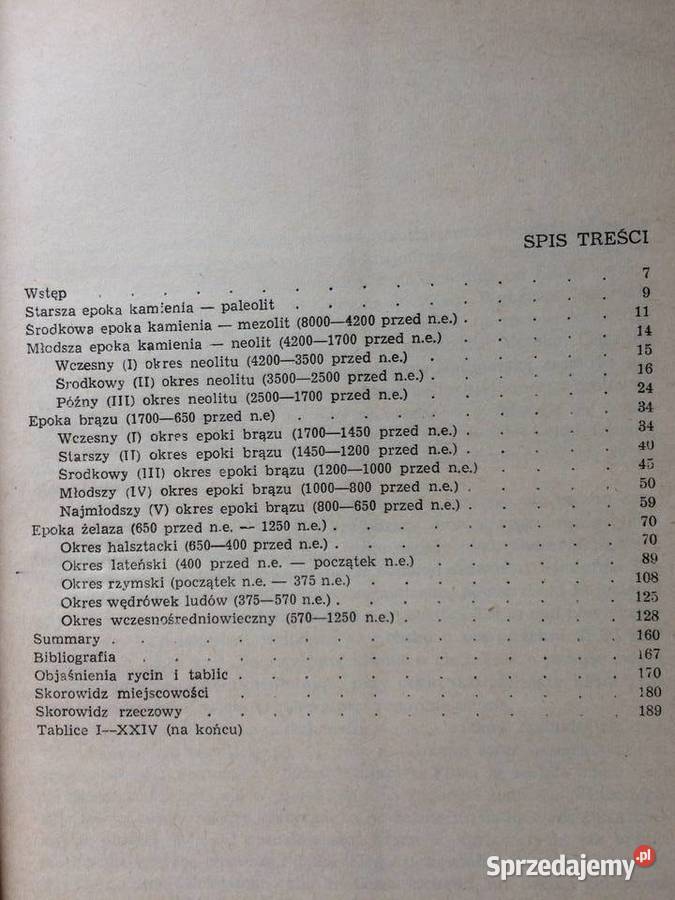 SPIS TREŚCI
Wstęp . . . . . . . . . . . . . 7
Starsza epoka kamienia — paleolit . . . . . . . . 9
Środkowa epoka kamienia — mezolit (8000—4200 przed n.e.) . . . . 11
Młodsza epoka kamienia — neolit (4200—1700 przed n.e.) . . . . 14
Wczesny (I) okres neolitu (4200—3500 przed n.e.) . . . . . 15
Środkowy (II) okres neolitu (3500—2500 przed n.e.) . . . . . 16
Późny (III) okres neolitu (2500—1700 przed n.e.) . . . . . 24
Epoka brązu (1700—650 przed n.e) . . . . . . . . 34
Wczesny (I) okres epoki brązu (1700—1450 przed n.e.) . . . . 34
Starszy (II) okres epoki brązu (1450—1200 przed n.e.) . . . . 40
Środkowy (III) okres epoki brązu (1200—1000 przed n.e.) . . . . 45
Młodszy (IV) okres epoki brązu (1000—800 przed n.e.) . . . . 50
Najmłodszy (V) okres epoki brązu (800—650 przed n.e.) . . . . 59
Epoka żelaza (650 przed n.e. — 1250 n.e.) . . . . . . . 70
Okres halsztacki (650—400 przed n.e.) . . . . . . . 70
Okres lateński (400 przed n.e. — początek n.e.) . . . . . 89
Okres rzymski (początek n.e. — 375 n.e.) . . . . . . 108
Okres wędrówek ludów (375—570 n.e.) . . . . . . . 125
Okres wczesnośredniowieczny (570—1250 n.e.) . . . . . 128
Summary . . . . . . . . . . . . 160
Bibliografia . . . . . . . . . . . . 167
Objaśnienia rycin i tablic . . . . . . . . . 170
Skorowidz miejscowości . . . . . . . . . 180
Skorowidz rzeczowy . . . . . . . . . . 189
Tablice I—XXIV (na końcu)
Sprzedajemy.pl